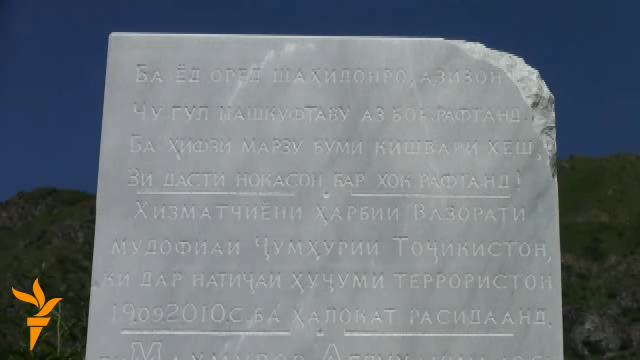 Ба ёд оред шаҳидонро, азизон
Чу гул нашкуфтаву аз боғ рафтанд.
Ба ҳифзи марзу буми кишвари хеш,
Зи дасти нокасон бар хок рафтанд!
Хизматчиёни ҳарбии Вазорати
мудофиаи Ҷумҳурии Тоҷикистон,
ки дар натиҷаи ҳуҷуми террористон
19.09.2010.с. ба ҳалокат расидаанд.